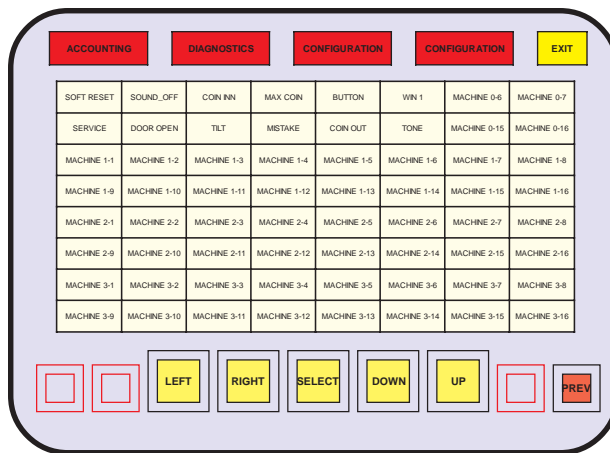 ACCOUNTING DIAGNOSTICS CONFIGURATION CONFIGURATION EXIT
SOFT RESET SOUND_OFF COIN INN MAX COIN BUTTON WIN 1 MACHINE 0-6 MACHINE 0-7
SERVICE DOOR OPEN TILT MISTAKE COIN OUT TONE MACHINE 0-15 MACHINE 0-16
MACHINE 1-1 MACHINE 1-2 MACHINE 1-3 MACHINE 1-4 MACHINE 1-5 MACHINE 1-6 MACHINE 1-7 MACHINE 1-8
MACHINE 1-9 MACHINE 1-10 MACHINE 1-11 MACHINE 1-12 MACHINE 1-13 MACHINE 1-14 MACHINE 1-15 MACHINE 1-16
MACHINE 2-1 MACHINE 2-2 MACHINE 2-3 MACHINE 2-4 MACHINE 2-5 MACHINE 2-6 MACHINE 2-7 MACHINE 2-8
MACHINE 2-9 MACHINE 2-10 MACHINE 2-11 MACHINE 2-12 MACHINE 2-13 MACHINE 2-14 MACHINE 2-15 MACHINE 2-16
MACHINE 3-1 MACHINE 3-2 MACHINE 3-3 MACHINE 3-4 MACHINE 3-5 MACHINE 3-6 MACHINE 3-7 MACHINE 3-8
MACHINE 3-9 MACHINE 3-10 MACHINE 3-11 MACHINE 3-12 MACHINE 3-13 MACHINE 3-14 MACHINE 3-15 MACHINE 3-16
LEFT RIGHT SELECT DOWN UP PREV